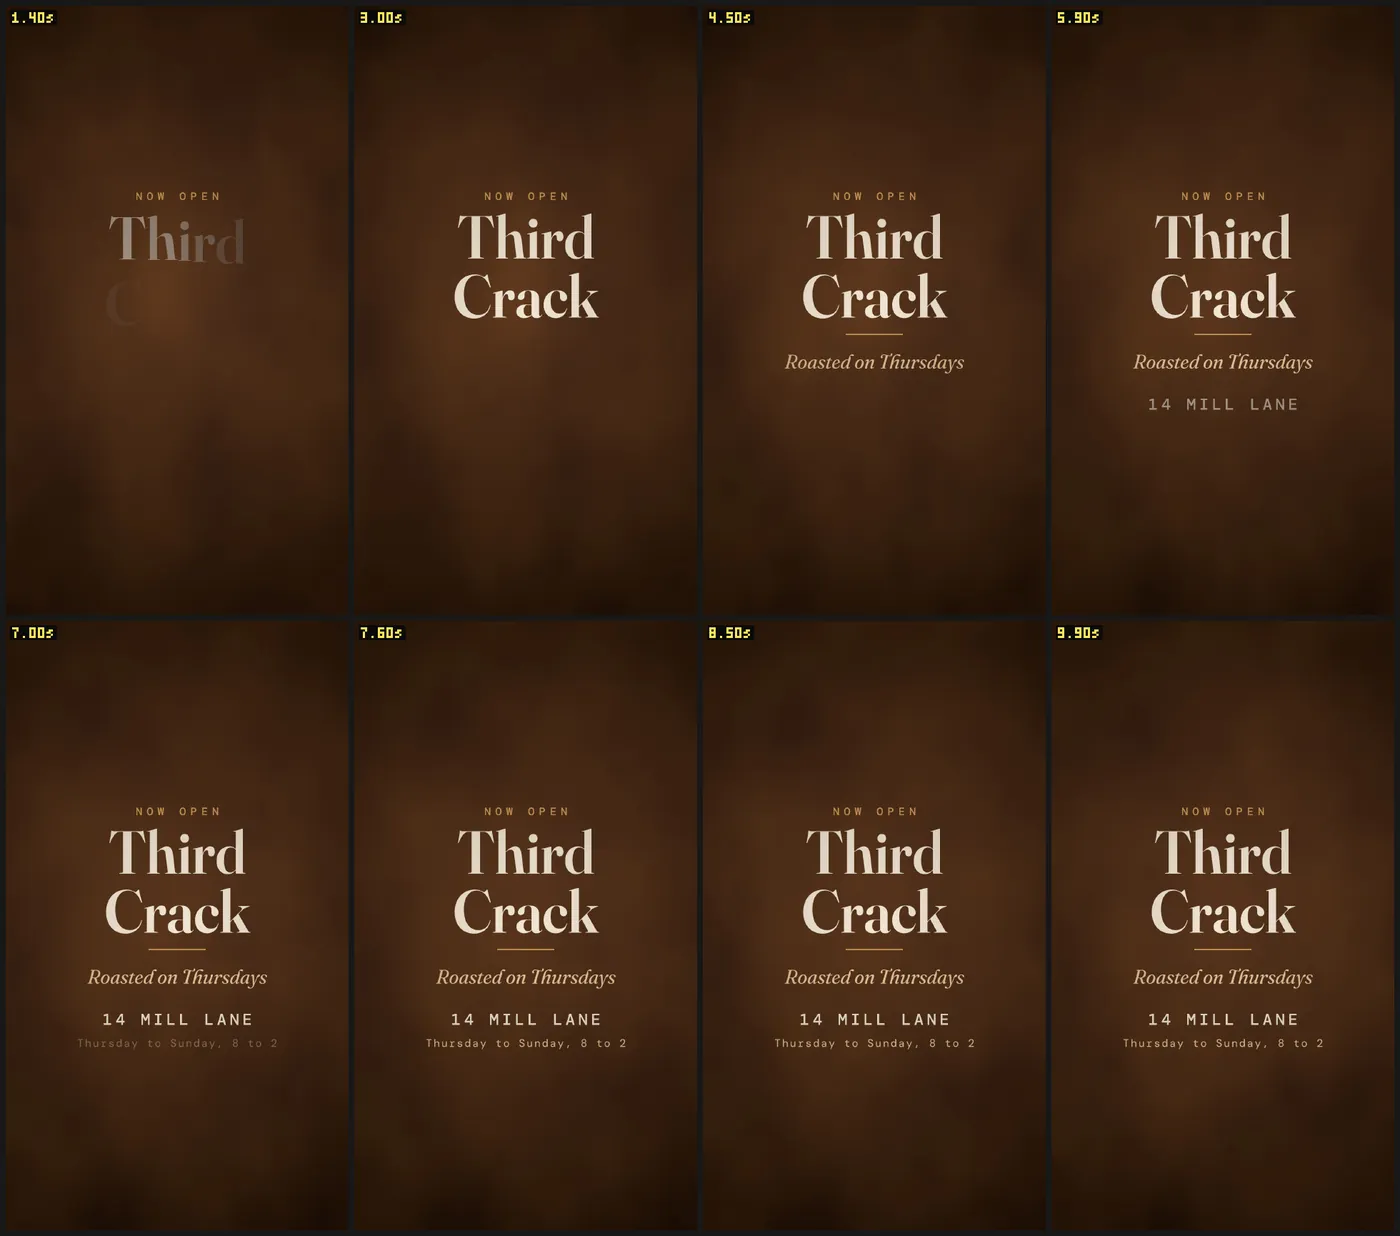 1.40s
3.00s
4.50s
5.90s
NOW OPEN
Third
C
NOW OPEN
Third
Crack
NOW OPEN
Third
Crack
Roasted on Thursdays
NOW OPEN
Third
Crack
Roasted on Thursdays
14 MILL LANE
7.00s
7.60s
8.50s
9.90s
NOW OPEN
Third
Crack
Roasted on Thursdays
14 MILL LANE
Thursday to Sunday, 8 to 2
NOW OPEN
Third
Crack
Roasted on Thursdays
14 MILL LANE
Thursday to Sunday, 8 to 2
NOW OPEN
Third
Crack
Roasted on Thursdays
14 MILL LANE
Thursday to Sunday, 8 to 2
NOW OPEN
Third
Crack
Roasted on Thursdays
14 MILL LANE
Thursday to Sunday, 8 to 2